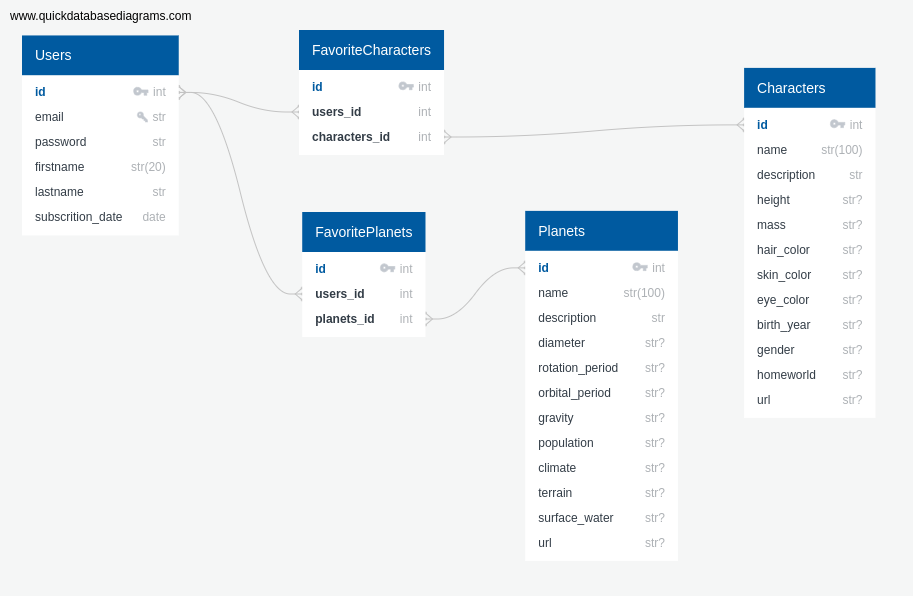 www.quickdatabasediagrams.com
Users
id int
email str
password str
firstname str(20)
lastname str
subscrition_date date
FavoriteCharacters
id int
users_id int
characters_id int
FavoritePlanets
id int
users_id int
planets_id int
Planets
id int
name str(100)
description str
diameter str?
rotation_period str?
orbital_period str?
gravity str?
population str?
climate str?
terrain str?
surface_water str?
url str?
Characters
id int
name str(100)
description str
height str?
mass str?
hair_color str?
skin_color str?
eye_color str?
birth_year str?
gender str?
homeworld str?
url str?